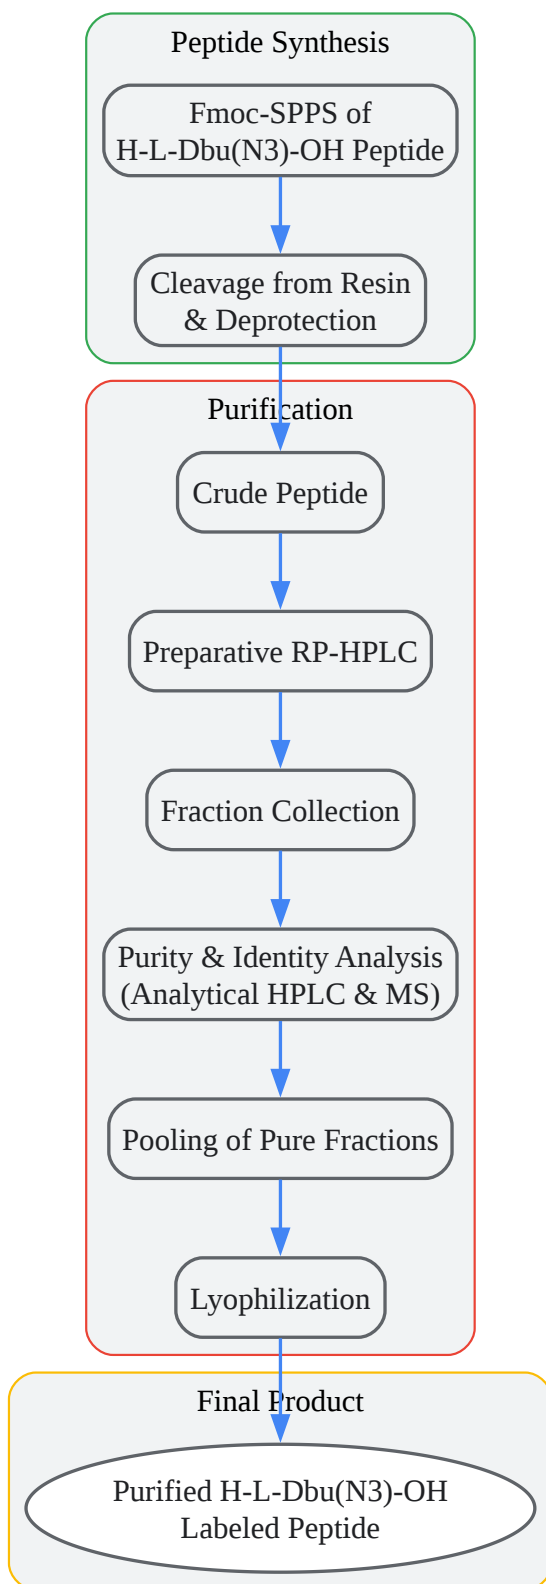 Peptide Synthesis
Fmoc-SPPS of
H-L-Dbu(N3)-OH Peptide
Cleavage from Resin
& Deprotection
Purification
Crude Peptide
Preparative RP-HPLC
Fraction Collection
Purity & Identity Analysis
(Analytical HPLC & MS)
Pooling of Pure Fractions
Lyophilization
Final Product
Purified H-L-Dbu(N3)-OH
Labeled Peptide